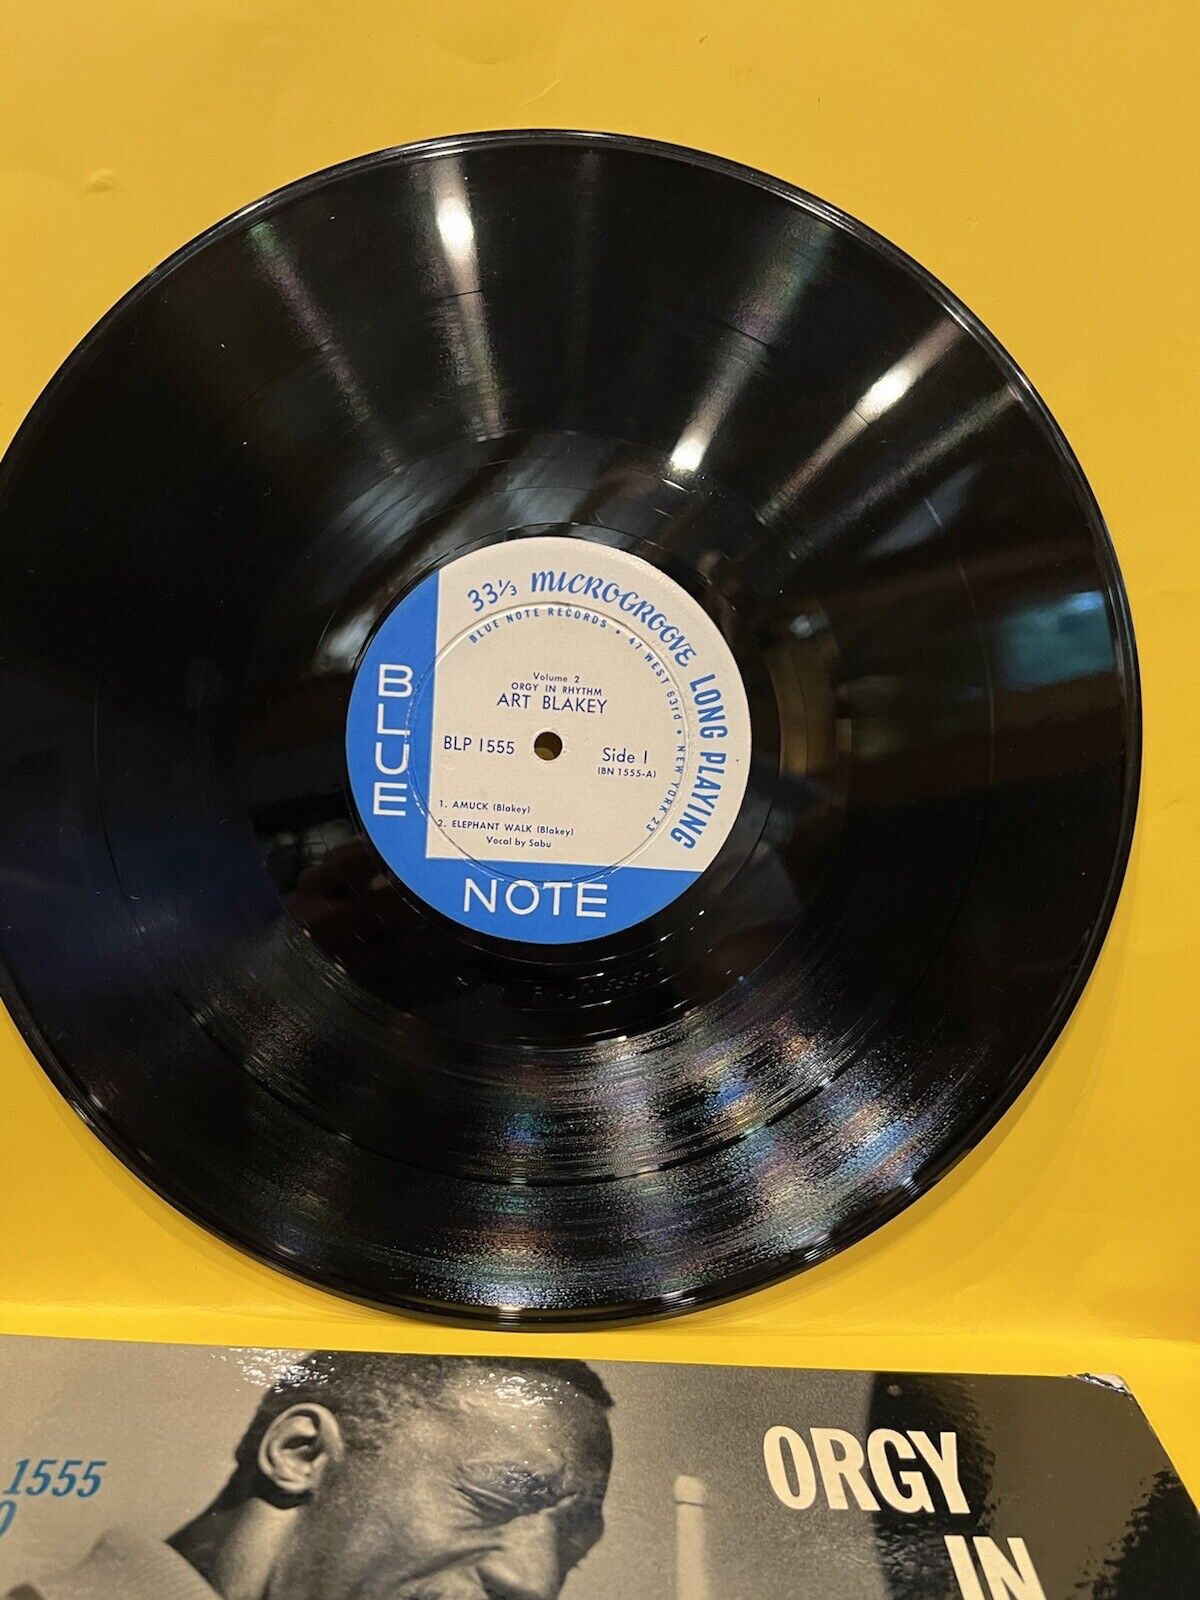 33⅓ MICROGROOVE LONG PLAYING
BLUE NOTE RECORDS • 47 WEST 63rd • NEW YORK 23
Volume 2
ORGY IN RHYTHM
ART BLAKEY
BLP 1555
Side 1
(BN 1555-A)
1. AMUCK (Blakey)
2. ELEPHANT WALK (Blakey)
Vocal by Sabu
BLUE
NOTE
1555
ORGY
IN